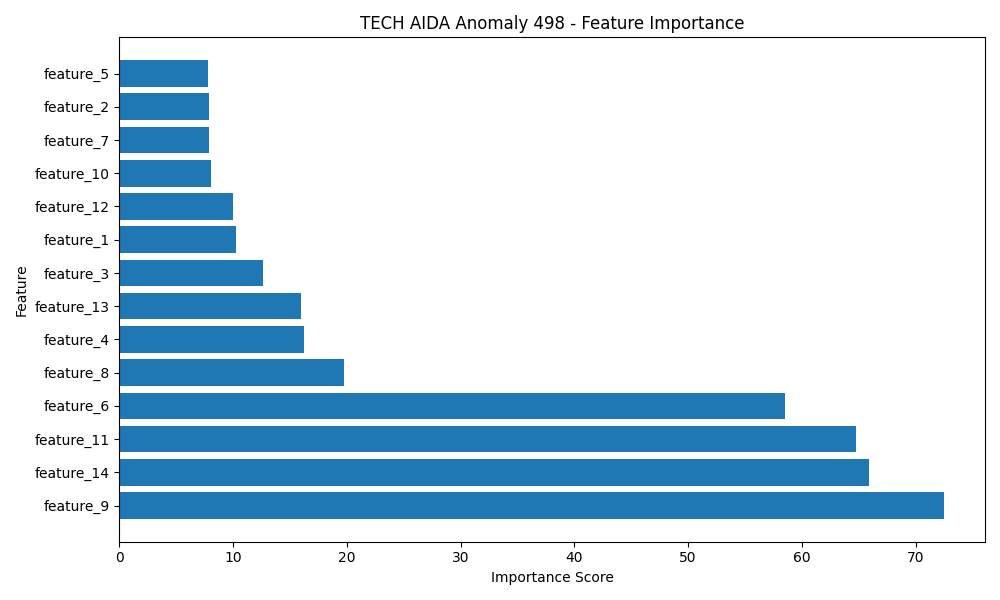 TECH AIDA Anomaly 498 - Feature Importance
feature_5
feature_2
feature_7
feature_10
feature_12
feature_1
feature_3
feature_13
feature_4
feature_8
feature_6
feature_11
feature_14
feature_9
Feature
0 10 20 30 40 50 60 70
Importance Score